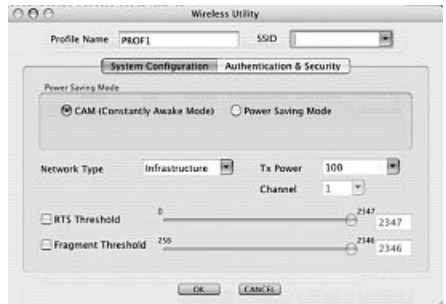 Wireless Utility
Profile Name PROF1 SSID
System Configuration Authentication & Security
Power Saving Mode
CAM (Constantly Awake Mode) Power Saving Mode
Network Type Infrastructure Tx Power 100
Channel 1
RTS Threshold 0 2347 2347
Fragment Threshold 256 2346 2346
OK CANCEL